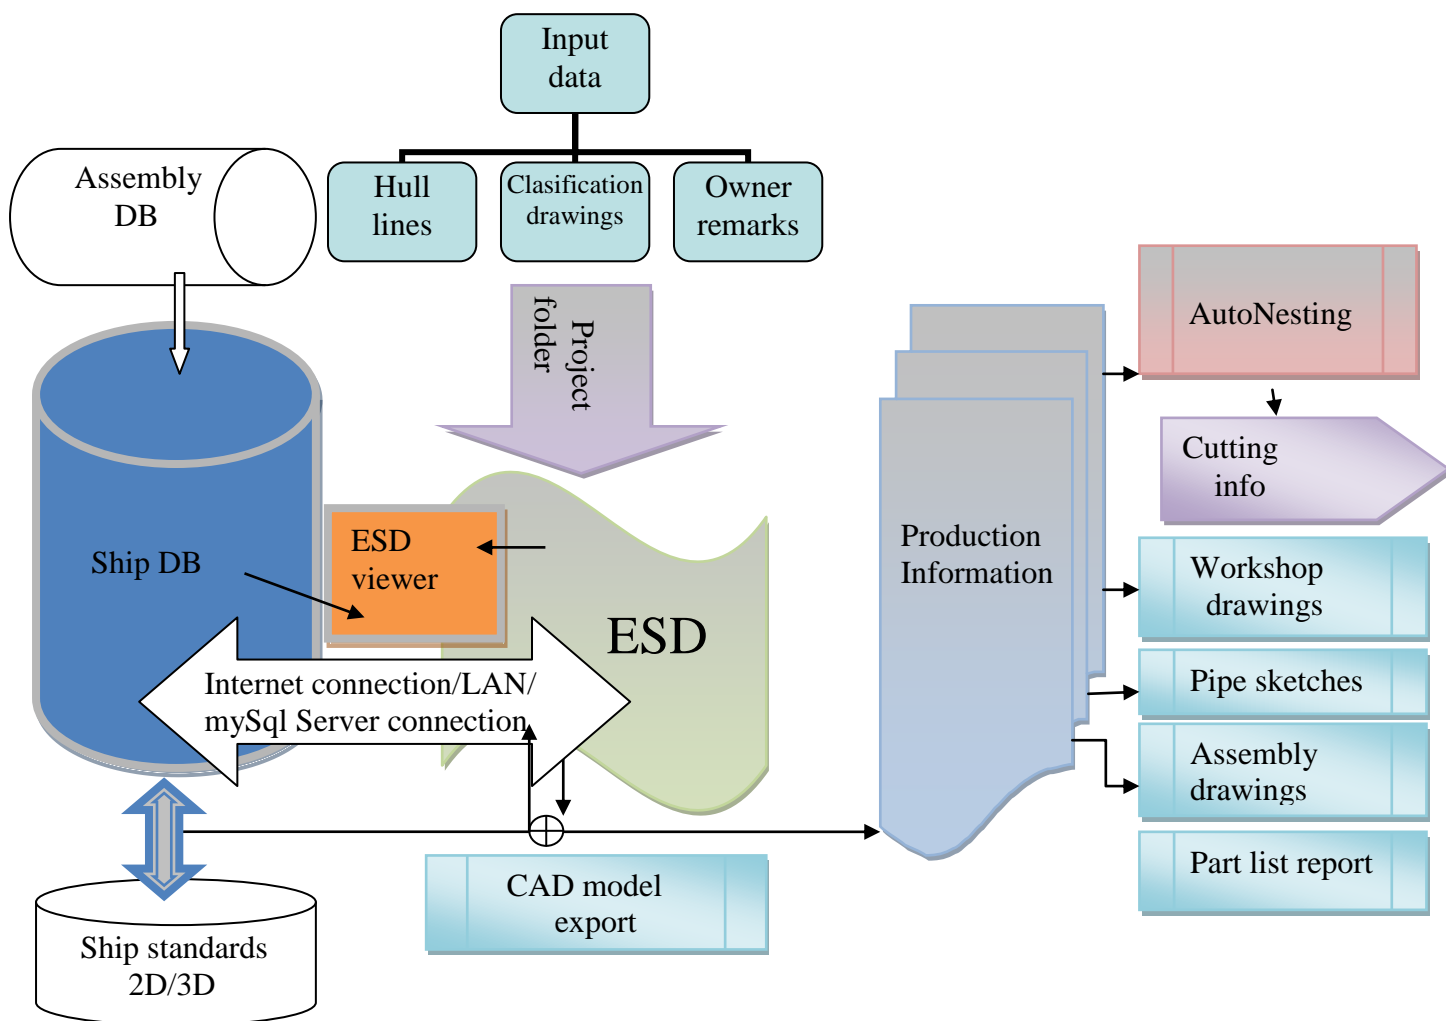 Input
data
Hull
lines
Clasification
drawings
Owner
remarks
Assembly
DB
Project
folder
AutoNesting
Cutting
info
Ship DB
ESD
viewer
ESD
Production
Information
Workshop
drawings
Internet connection/LAN/
mySql Server connection
Pipe sketches
Assembly
drawings
CAD model
export
Part list report
Ship standards
2D/3D